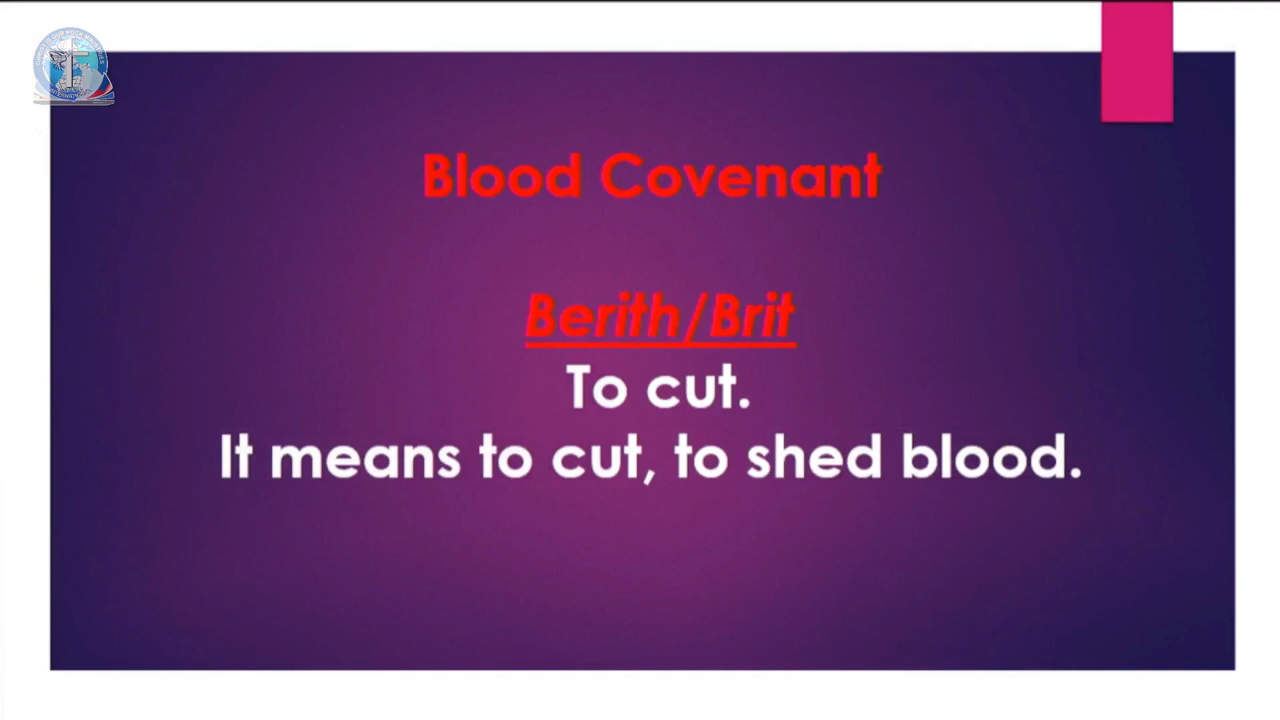 Blood Covenant
Berith/Brit
To cut.
It means to cut, to shed blood.